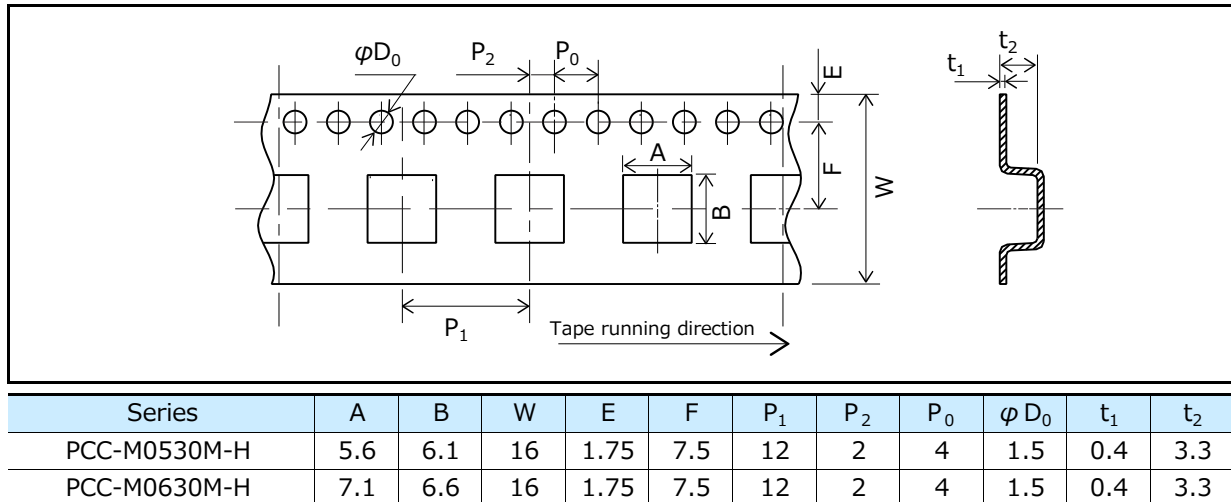 φD₀
P₂
P₀
E
t₂
t₁
A
F
W
B
P₁
Tape running direction
Series A B W E F P₁ P₂ P₀ φ D₀ t₁ t₂
PCC-M0530M-H 5.6 6.1 16 1.75 7.5 12 2 4 1.5 0.4 3.3
PCC-M0630M-H 7.1 6.6 16 1.75 7.5 12 2 4 1.5 0.4 3.3